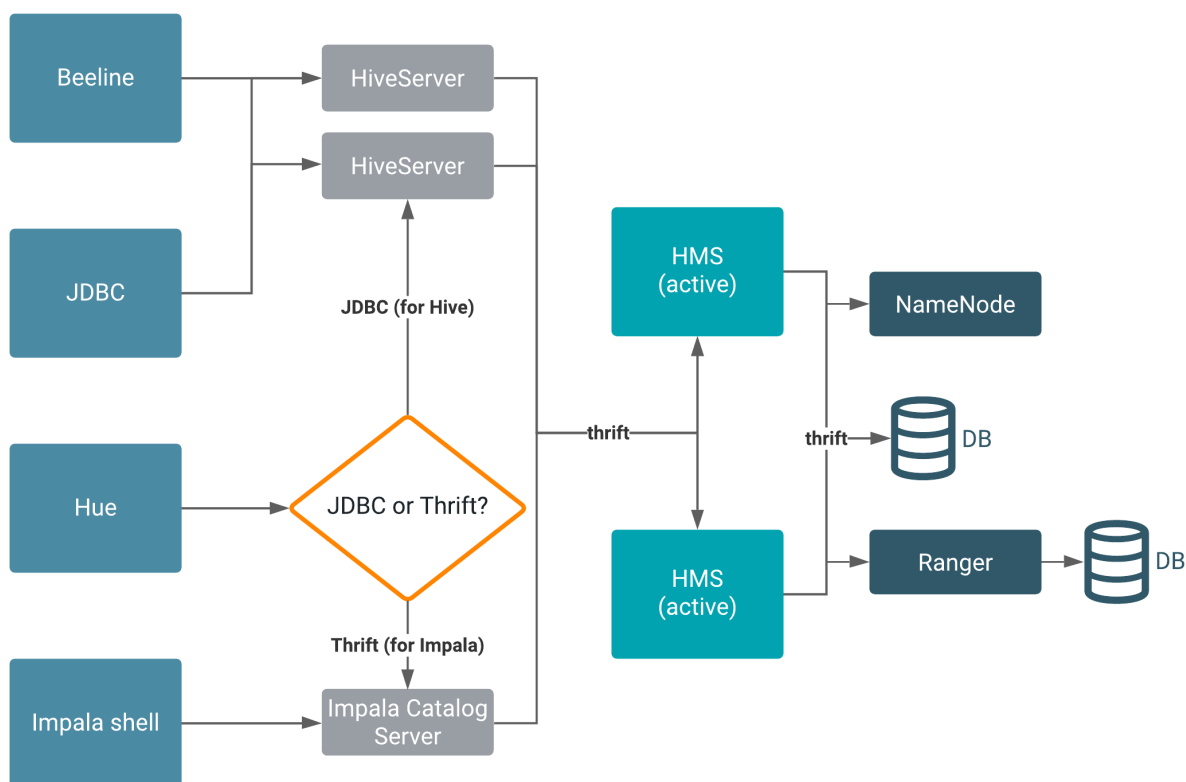 Beeline
HiveServer
HiveServer
JDBC
JDBC (for Hive)
HMS
(active)
NameNode
thrift
thrift
DB
Hue
JDBC or Thrift?
HMS
(active)
Ranger
DB
Thrift (for Impala)
Impala shell
Impala Catalog
Server